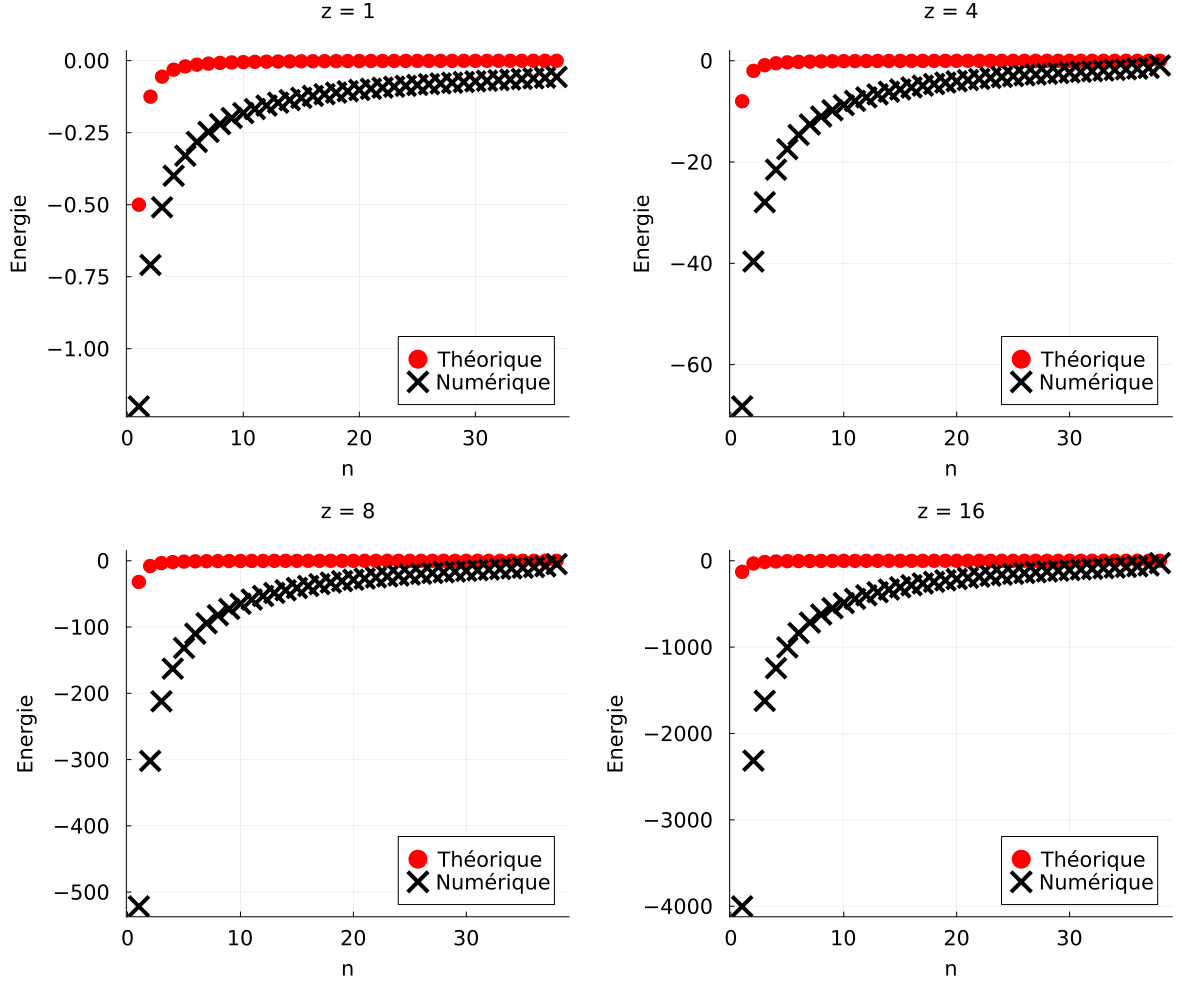 z = 1
0.00
−0.25
−0.50
−0.75
−1.00
Energie
0
10
20
30
n
Théorique
Numérique
z = 4
0
−20
−40
−60
Energie
0
10
20
30
n
Théorique
Numérique
z = 8
0
−100
−200
−300
−400
−500
Energie
0
10
20
30
n
Théorique
Numérique
z = 16
0
−1000
−2000
−3000
−4000
Energie
0
10
20
30
n
Théorique
Numérique